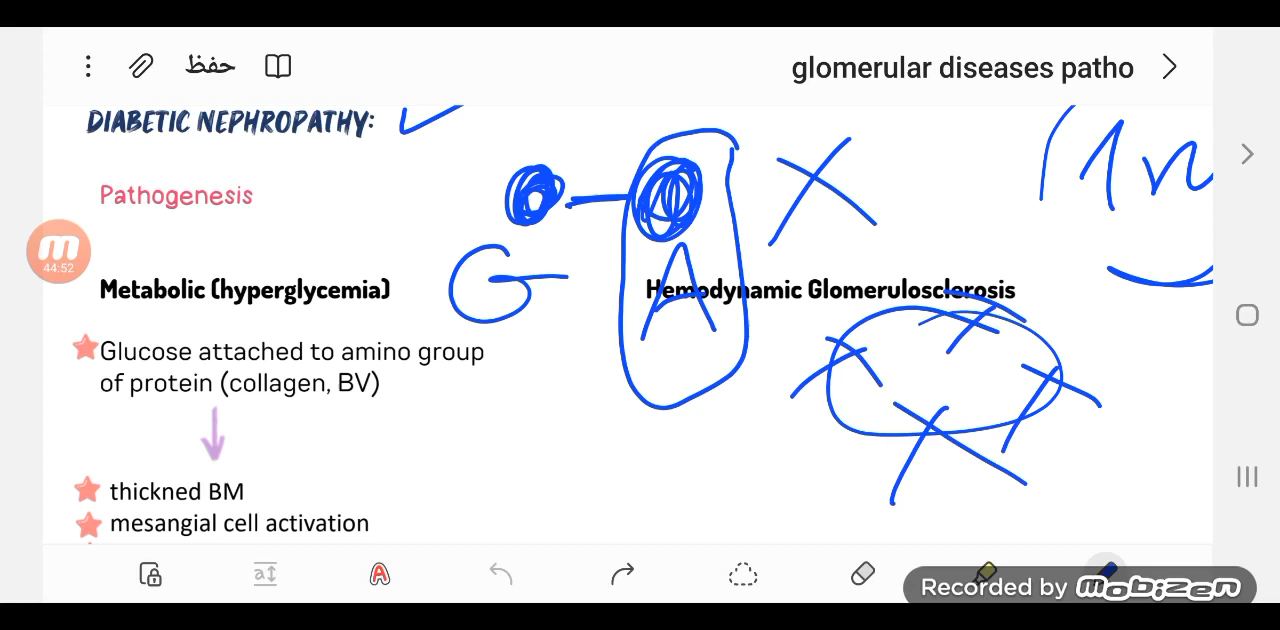 حفظ
glomerular diseases patho
DIABETIC NEPHROPATHY:
Pathogenesis
44:52
G A
Metabolic (hyperglycemia)
Hemodynamic Glomerulosclerosis
Glucose attached to amino group
of protein (collagen, BV)
thickned BM
mesangial cell activation
Recorded by mobizen